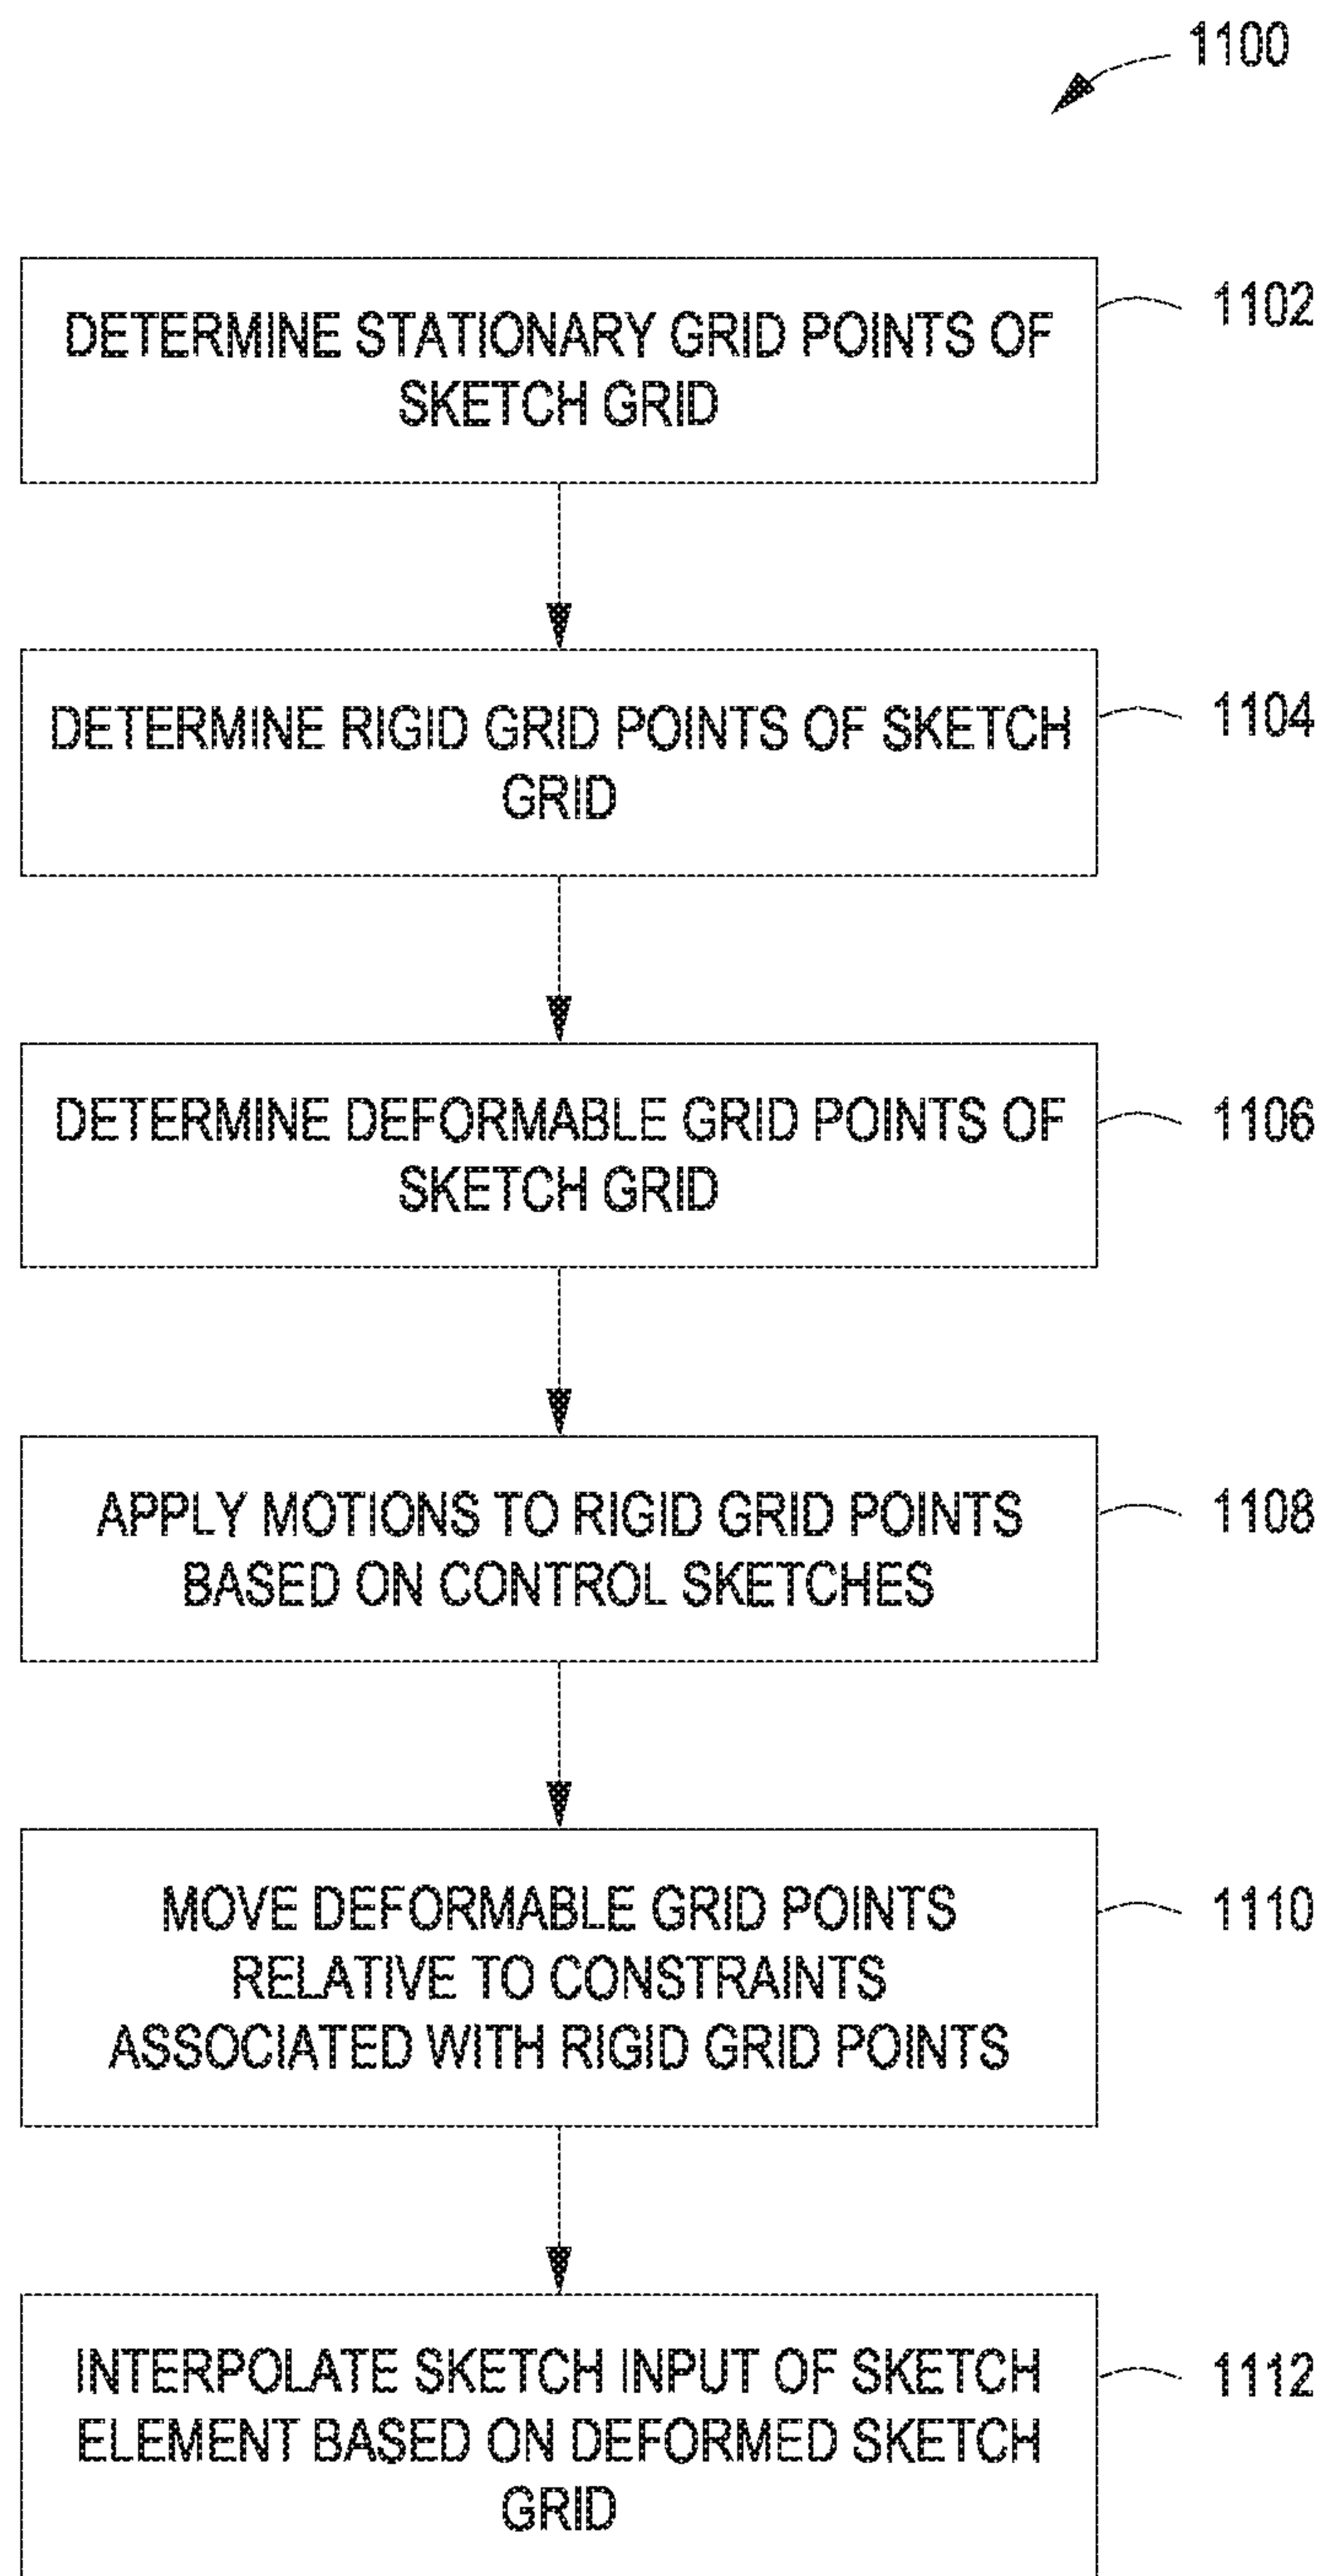 1100
DETERMINE STATIONARY GRID POINTS OF
SKETCH GRID
1102
DETERMINE RIGID GRID POINTS OF SKETCH
GRID
1104
DETERMINE DEFORMABLE GRID POINTS OF
SKETCH GRID
1106
APPLY MOTIONS TO RIGID GRID POINTS
BASED ON CONTROL SKETCHES
1108
MOVE DEFORMABLE GRID POINTS
RELATIVE TO CONSTRAINTS
ASSOCIATED WITH RIGID GRID POINTS
1110
INTERPOLATE SKETCH INPUT OF SKETCH
ELEMENT BASED ON DEFORMED SKETCH
GRID
1112